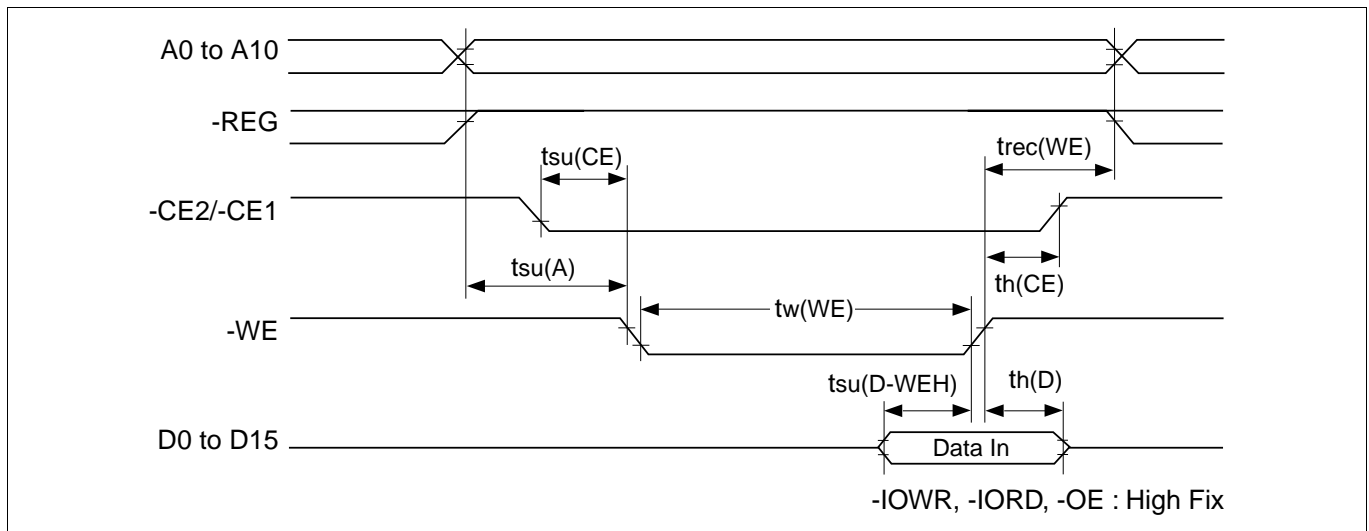 A0 to A10
-REG
tsu(CE)
trec(WE)
-CE2/-CE1
tsu(A)
th(CE)
tw(WE)
-WE
tsu(D-WEH)
th(D)
D0 to D15
Data In
-IOWR, -IORD, -OE : High Fix